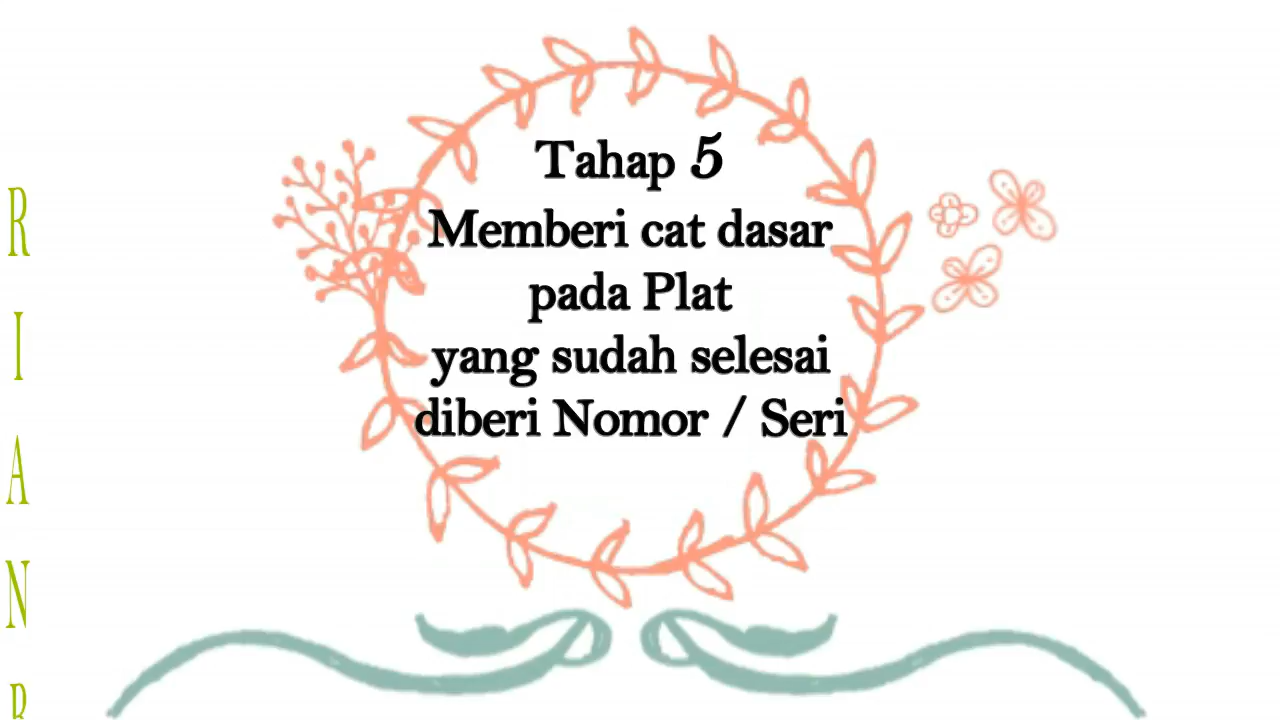 Tahap 5
Memberi cat dasar
pada Plat
yang sudah selesai
diberi Nomor / Seri
R
I
A
N